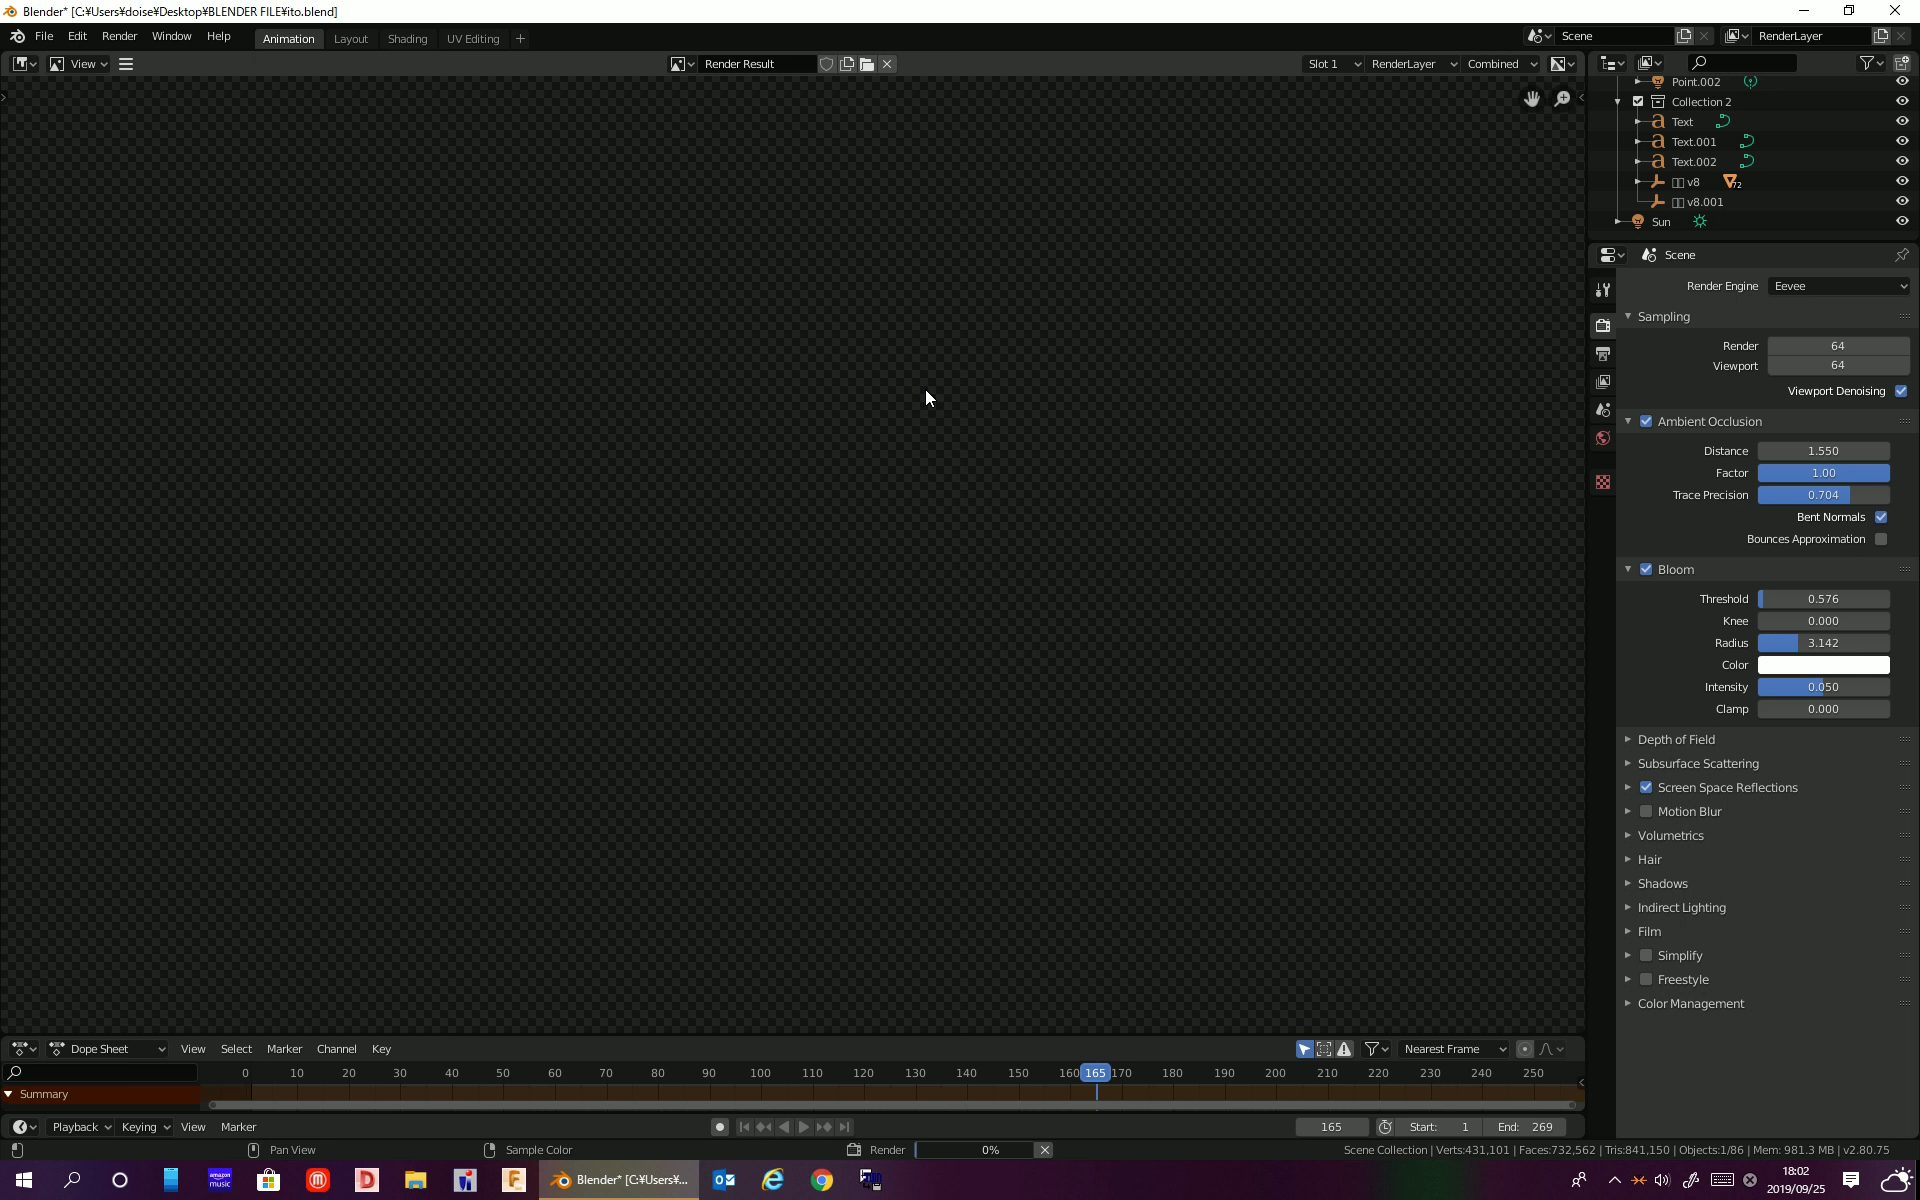 Blender* [C:¥Users¥doise¥Desktop¥BLENDER FILE¥ito.blend]
File Edit Render Window Help Animation Layout Shading UV Editing + Scene RenderLayer
View Render Result Slot 1 RenderLayer Combined
Point.002
Collection 2
Text
Text.001
Text.002
v8 72
v8.001
Sun
Scene
Render Engine Eevee
Sampling
Render 64
Viewport 64
Viewport Denoising
Ambient Occlusion
Distance 1.550
Factor 1.00
Trace Precision 0.704
Bent Normals
Bounces Approximation
Bloom
Threshold 0.576
Knee 0.000
Radius 3.142
Color
Intensity 0.050
Clamp 0.000
Depth of Field
Subsurface Scattering
Screen Space Reflections
Motion Blur
Volumetrics
Hair
Shadows
Indirect Lighting
Film
Simplify
Freestyle
Color Management
Dope Sheet View Select Marker Channel Key Nearest Frame
0 10 20 30 40 50 60 70 80 90 100 110 120 130 140 150 160 165 170 180 190 200 210 220 230 240 250
Summary
Playback Keying View Marker 165 Start: 1 End: 269
Pan View Sample Color Render 0% Scene Collection | Verts:431,101 | Faces:732,562 | Tris:841,150 | Objects:1/86 | Mem: 981.3 MB | v2.80.75
amazon music
Blender* [C:¥Users¥...
18:02
2019/09/25